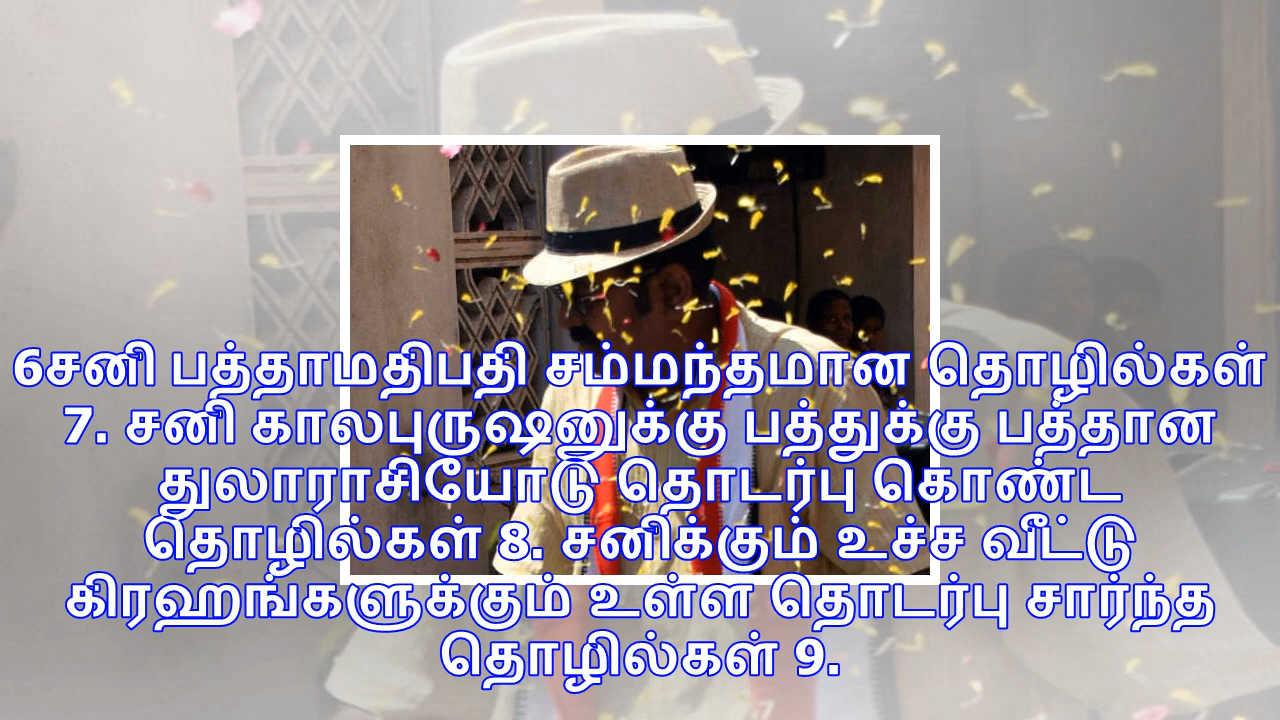 6சனி பத்தாமதிபதி சம்மந்தமான தொழில்கள்
7. சனி காலபுருஷனுக்கு பத்துக்கு பத்தான
துலாராசியோடு தொடர்பு கொண்ட
தொழில்கள் 8. சனிக்கும் உச்ச வீட்டு
கிரஹங்களுக்கும் உள்ள தொடர்பு சார்ந்த
தொழில்கள் 9.